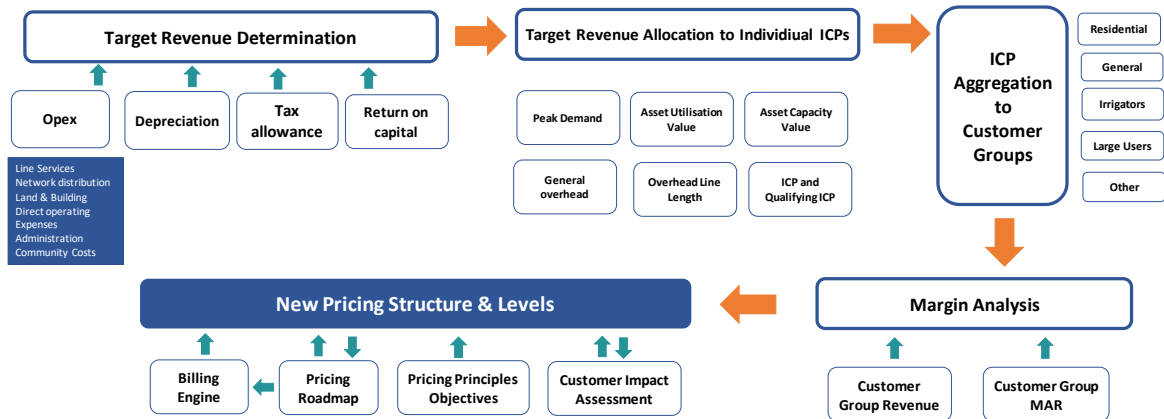 Target Revenue Determination
Opex
Depreciation
Tax
allowance
Return on
capital
Line Services
Network distribution
Land & Building
Direct operating
Expenses
Administration
Community Costs
Target Revenue Allocation to Individiual ICPs
Peak Demand
Asset Utilisation
Value
Asset Capacity
Value
General
overhead
Overhead Line
Length
ICP and
Qualifying ICP
ICP
Aggregation
to
Customer
Groups
Residential
General
Irrigators
Large Users
Other
Margin Analysis
Customer
Group Revenue
Customer Group
MAR
New Pricing Structure & Levels
Billing
Engine
Pricing
Roadmap
Pricing Principles
Objectives
Customer Impact
Assessment